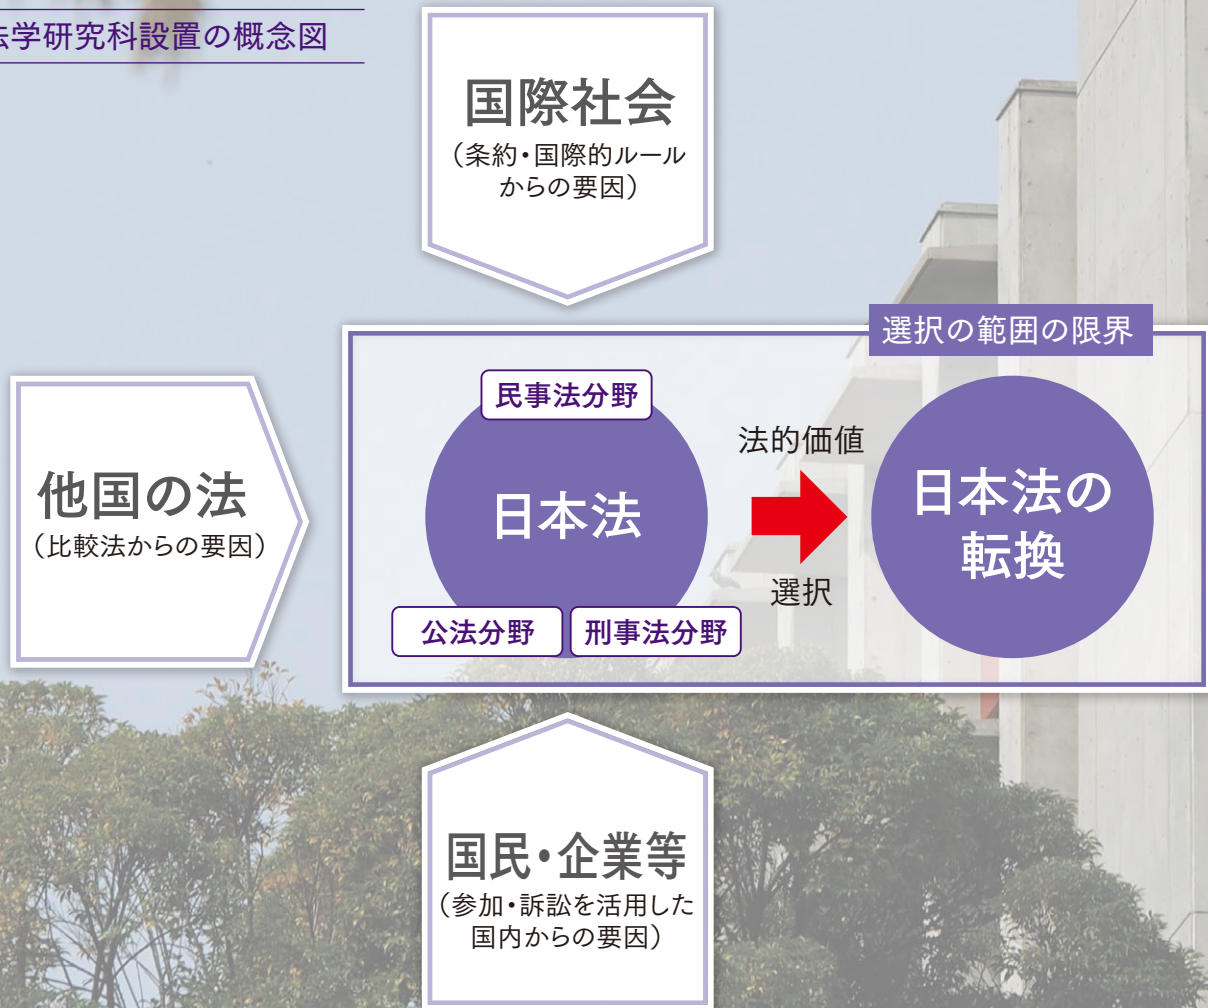 法学研究科設置の概念図
国際社会
（条約・国際的ルール
からの要因）
選択の範囲の限界
他国の法
（比較法からの要因）
民事法分野
日本法
公法分野
刑事法分野
法的価値
選択
日本法の
転換
国民・企業等
（参加・訴訟を活用した
国内からの要因）